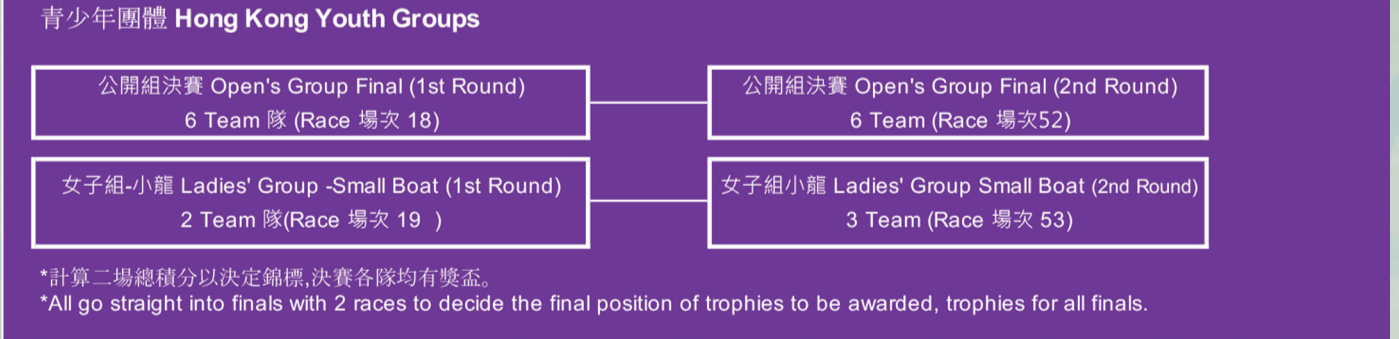 青少年團體 Hong Kong Youth Groups
公開組決賽 Open's Group Final (1st Round)
6 Team 隊 (Race 場次 18)
公開組決賽 Open's Group Final (2nd Round)
6 Team (Race 場次52)
女子組-小龍 Ladies' Group -Small Boat (1st Round)
2 Team 隊(Race 場次 19 )
女子組小龍 Ladies' Group Small Boat (2nd Round)
3 Team (Race 場次 53)
*計算二場總積分以決定錦標,決賽各隊均有獎盃。
*All go straight into finals with 2 races to decide the final position of trophies to be awarded, trophies for all finals.